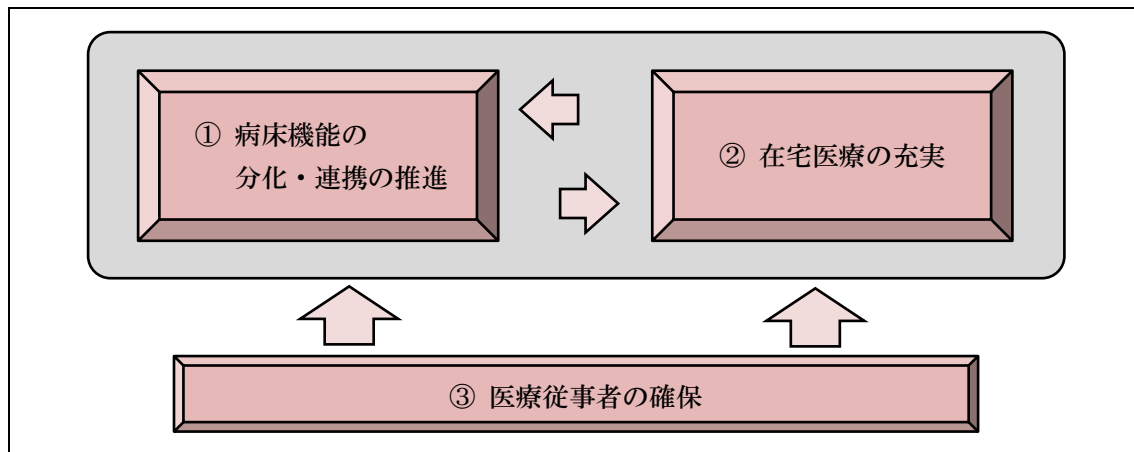 ① 病床機能の
分化・連携の推進
② 在宅医療の充実
③ 医療従事者の確保